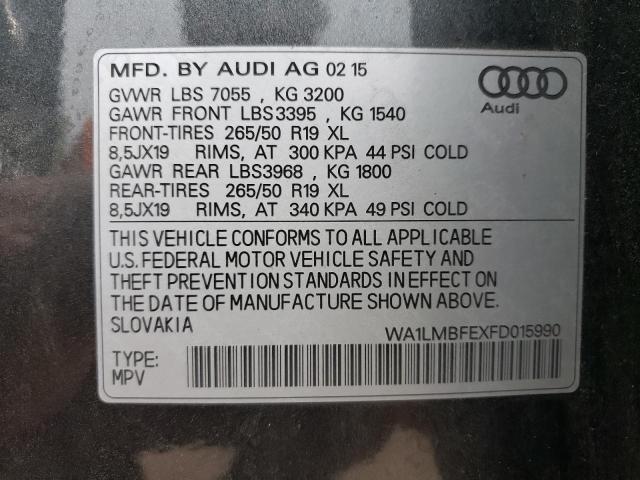 MFD. BY AUDI AG 02 15
GVWR LBS 7055 , KG 3200
GAWR FRONT LBS3395 , KG 1540
FRONT-TIRES 265/50 R19 XL
8,5JX19 RIMS, AT 300 KPA 44 PSI COLD
GAWR REAR LBS3968 , KG 1800
REAR-TIRES 265/50 R19 XL
8,5JX19 RIMS, AT 340 KPA 49 PSI COLD
Audi
THIS VEHICLE CONFORMS TO ALL APPLICABLE
U.S. FEDERAL MOTOR VEHICLE SAFETY AND
THEFT PREVENTION STANDARDS IN EFFECT ON
THE DATE OF MANUFACTURE SHOWN ABOVE.
SLOVAKIA
WA1LMBFEXFD015990
TYPE:
MPV